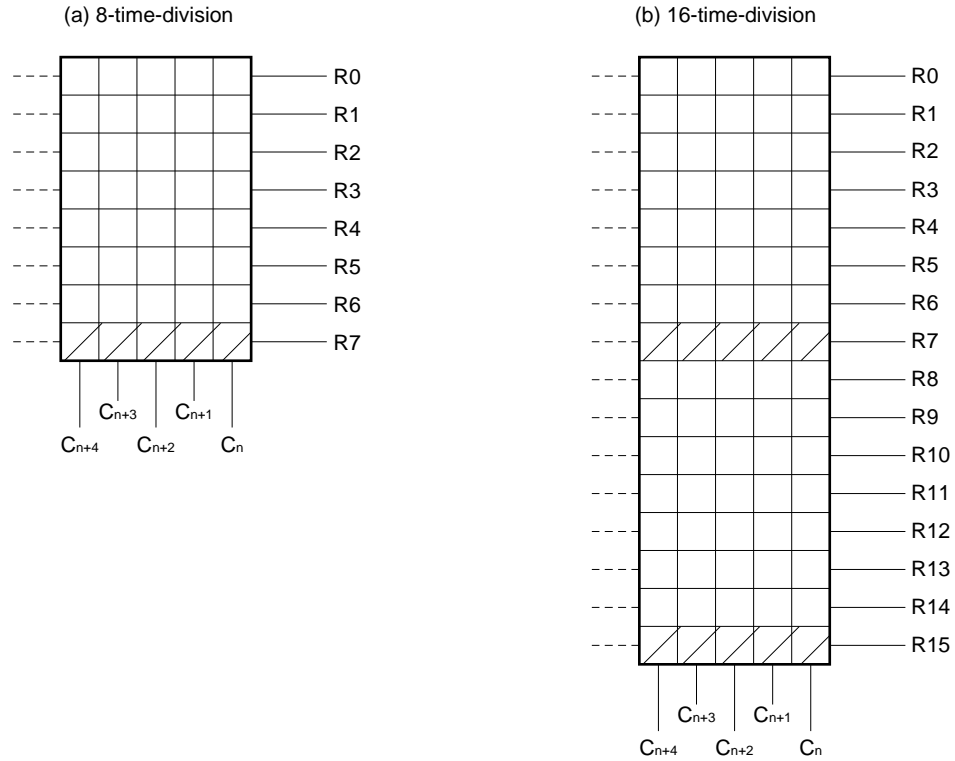 (a) 8-time-division
R0
R1
R2
R3
R4
R5
R6
R7
Cn+3 Cn+1
Cn+4 Cn+2 Cn
(b) 16-time-division
R0
R1
R2
R3
R4
R5
R6
R7
R8
R9
R10
R11
R12
R13
R14
R15
Cn+3 Cn+1
Cn+4 Cn+2 Cn